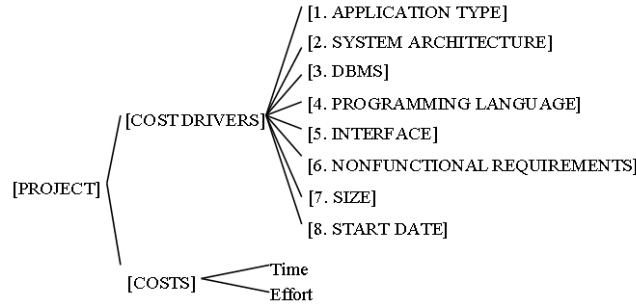 [1. APPLICATION TYPE]
[2. SYSTEM ARCHITECTURE]
[3. DBMS]
[4. PROGRAMMING LANGUAGE]
[COST DRIVERS]
[5. INTERFACE]
[6. NONFUNCTIONAL REQUIREMENTS]
[PROJECT]
[7. SIZE]
[8. START DATE]
[COSTS]
Time
Effort